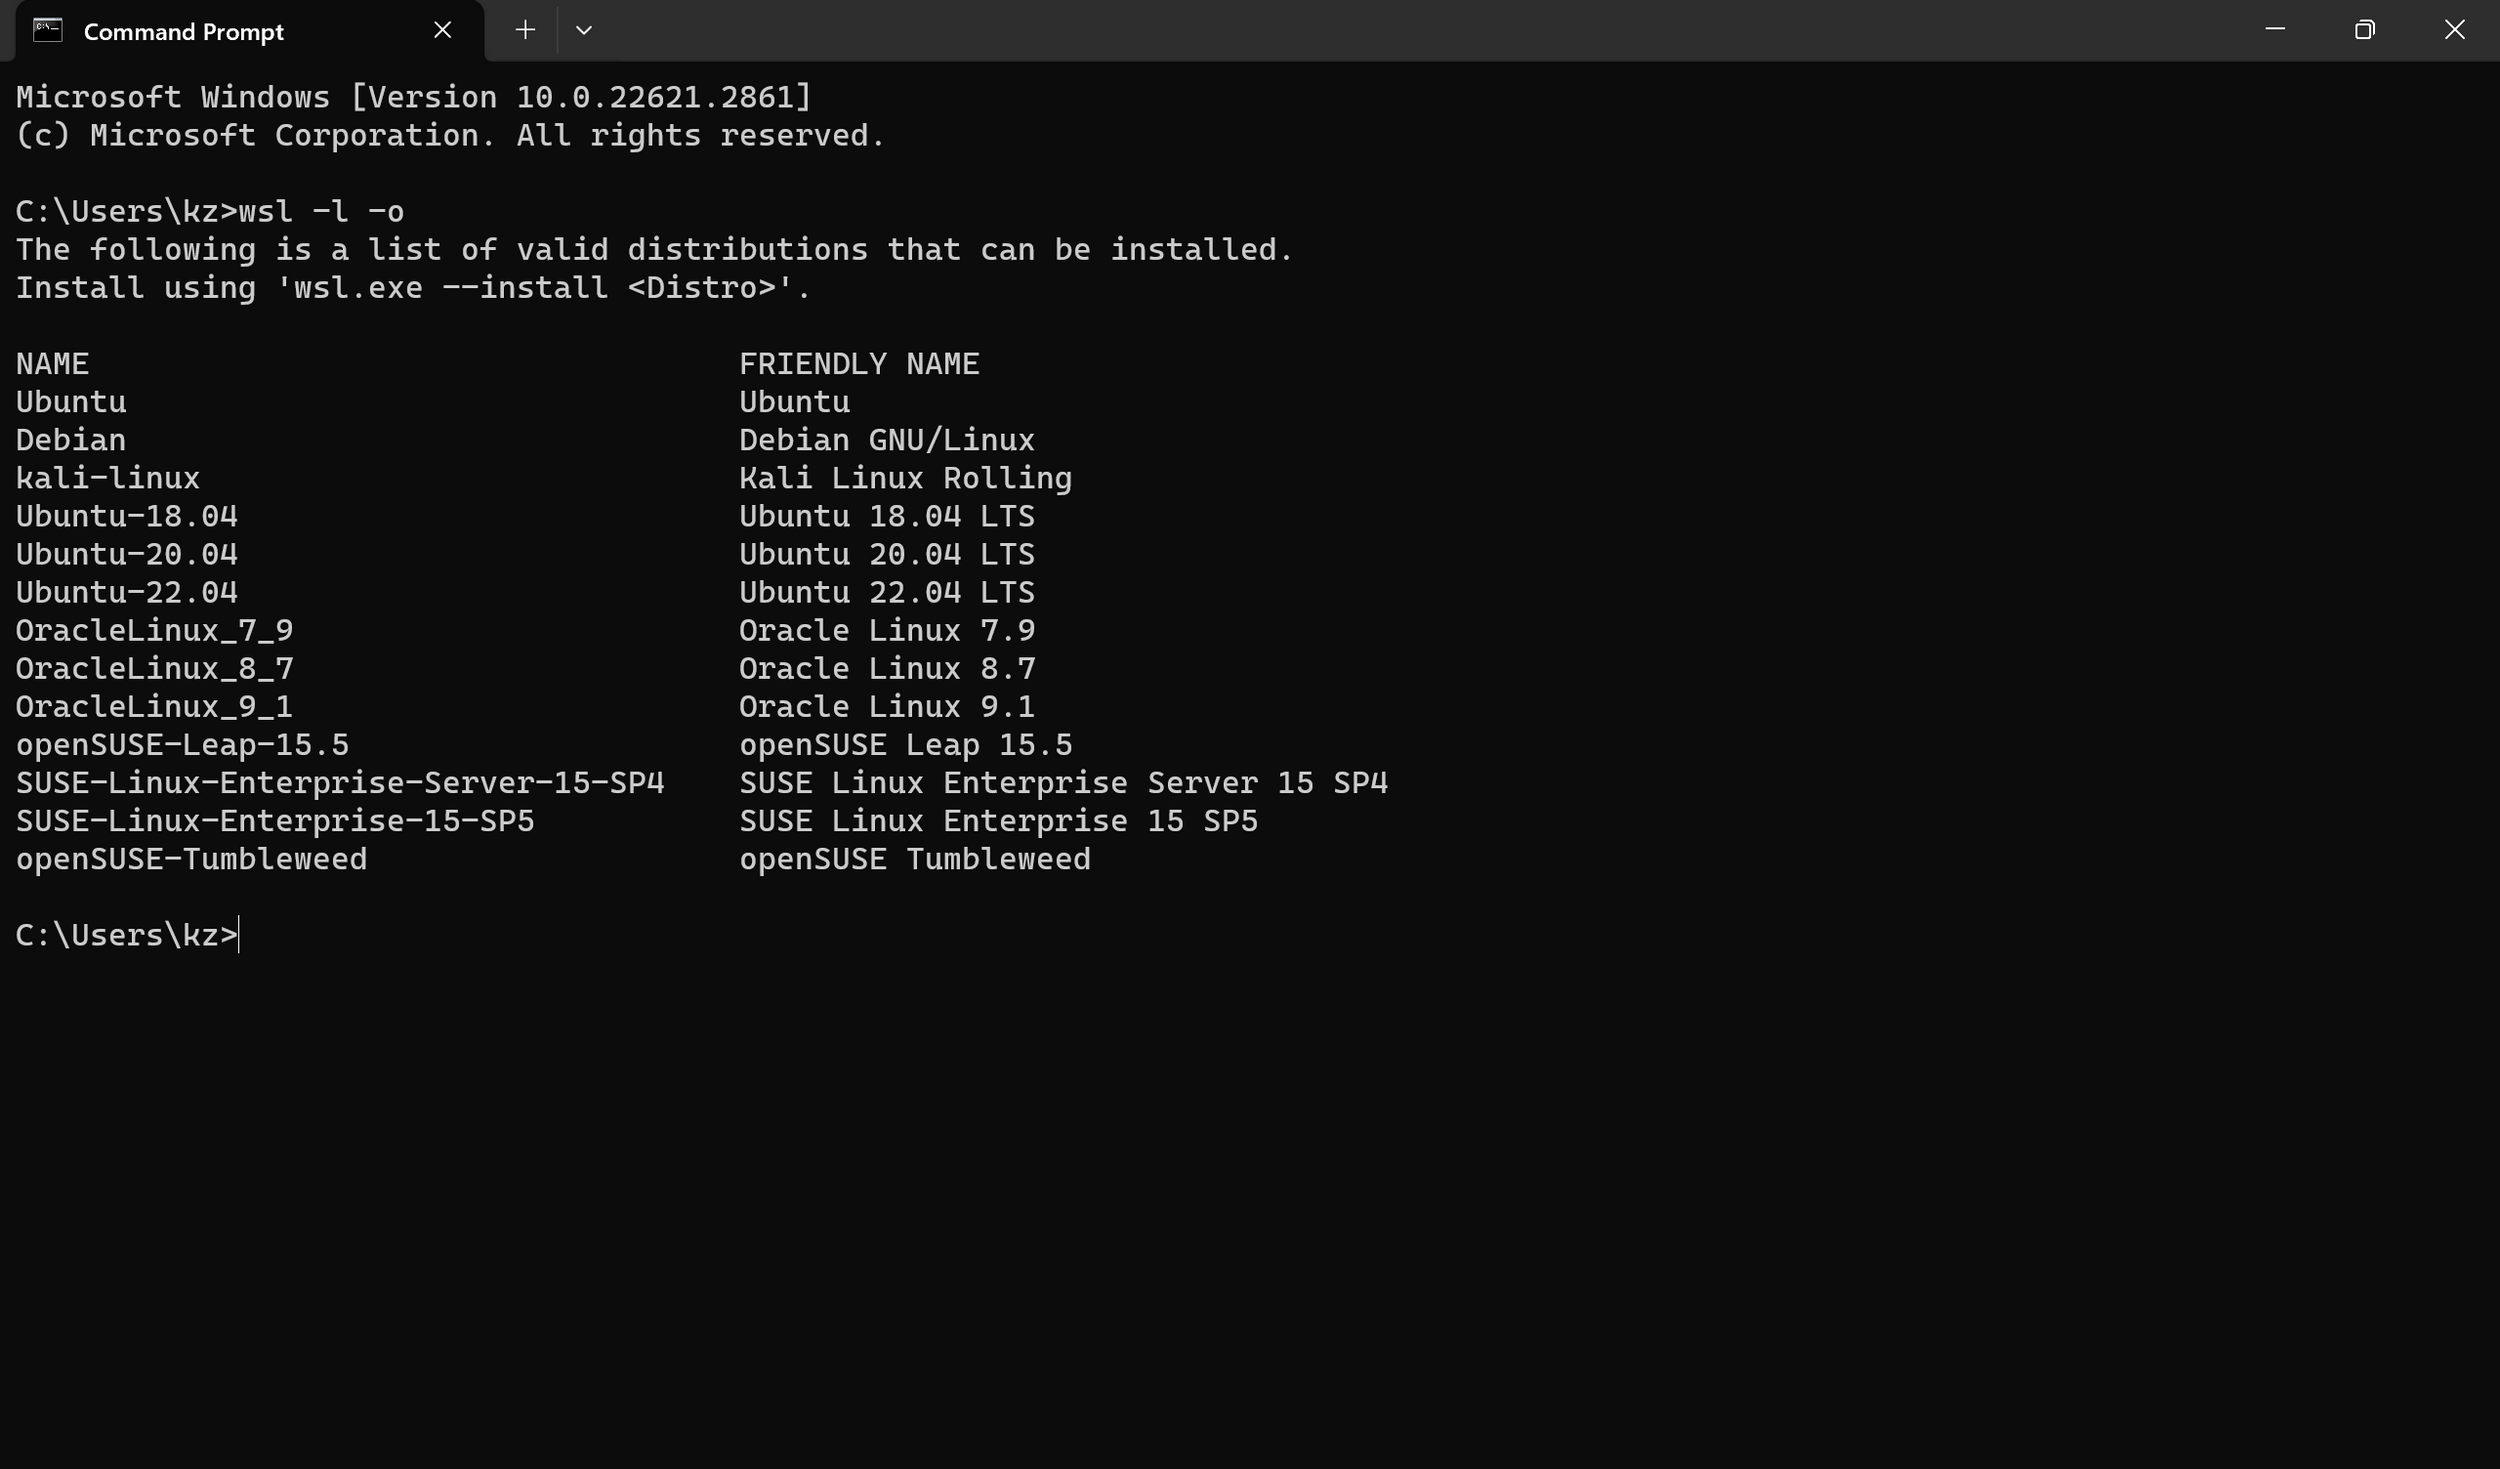 Command Prompt
Microsoft Windows [Version 10.0.22621.2861]
(c) Microsoft Corporation. All rights reserved.
C:\Users\kz>wsl -l -o
The following is a list of valid distributions that can be installed.
Install using 'wsl.exe --install <Distro>'.
NAME                                   FRIENDLY NAME
Ubuntu                                 Ubuntu
Debian                                 Debian GNU/Linux
kali-linux                             Kali Linux Rolling
Ubuntu-18.04                           Ubuntu 18.04 LTS
Ubuntu-20.04                           Ubuntu 20.04 LTS
Ubuntu-22.04                           Ubuntu 22.04 LTS
OracleLinux_7_9                        Oracle Linux 7.9
OracleLinux_8_7                        Oracle Linux 8.7
OracleLinux_9_1                        Oracle Linux 9.1
openSUSE-Leap-15.5                     openSUSE Leap 15.5
SUSE-Linux-Enterprise-Server-15-SP4    SUSE Linux Enterprise Server 15 SP4
SUSE-Linux-Enterprise-15-SP5           SUSE Linux Enterprise 15 SP5
openSUSE-Tumbleweed                    openSUSE Tumbleweed
C:\Users\kz>